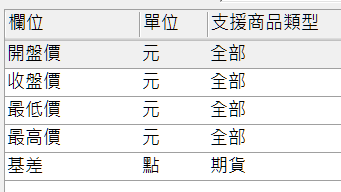 欄位 單位 支援商品類型
開盤價 元 全部
收盤價 元 全部
最低價 元 全部
最高價 元 全部
基差 點 期貨